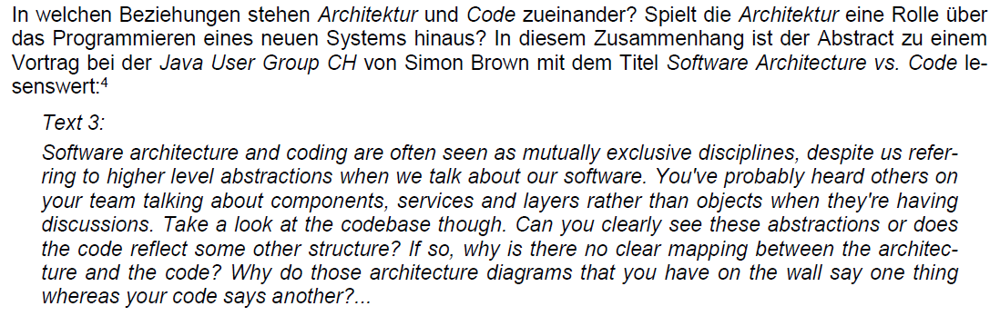 In welchen Beziehungen stehen Architektur und Code zueinander? Spielt die Architektur eine Rolle über
das Programmieren eines neuen Systems hinaus? In diesem Zusammenhang ist der Abstract zu einem
Vortrag bei der Java User Group CH von Simon Brown mit dem Titel Software Architecture vs. Code le-
senswert:4
Text 3:
Software architecture and coding are often seen as mutually exclusive disciplines, despite us refer-
ring to higher level abstractions when we talk about our software. You've probably heard others on
your team talking about components, services and layers rather than objects when they're having
discussions. Take a look at the codebase though. Can you clearly see these abstractions or does
the code reflect some other structure? If so, why is there no clear mapping between the architec-
ture and the code? Why do those architecture diagrams that you have on the wall say one thing
whereas your code says another?...